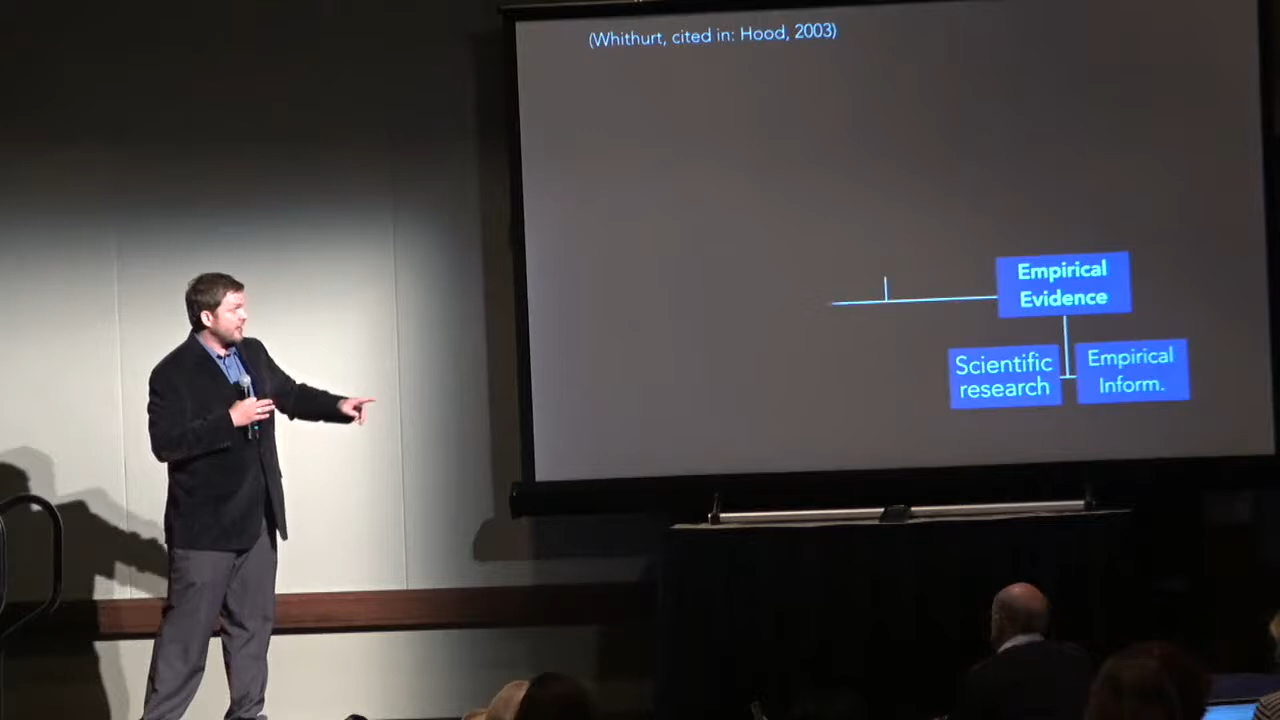 (Whithurt, cited in: Hood, 2003)
Empirical
Evidence
Scientific
research
Empirical
Inform.